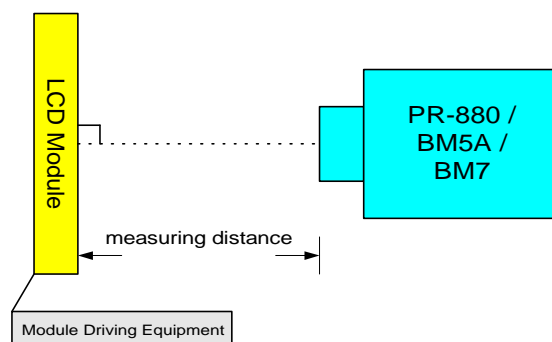 LCD Module
PR-880 /
BM5A /
BM7
measuring distance
Module Driving Equipment